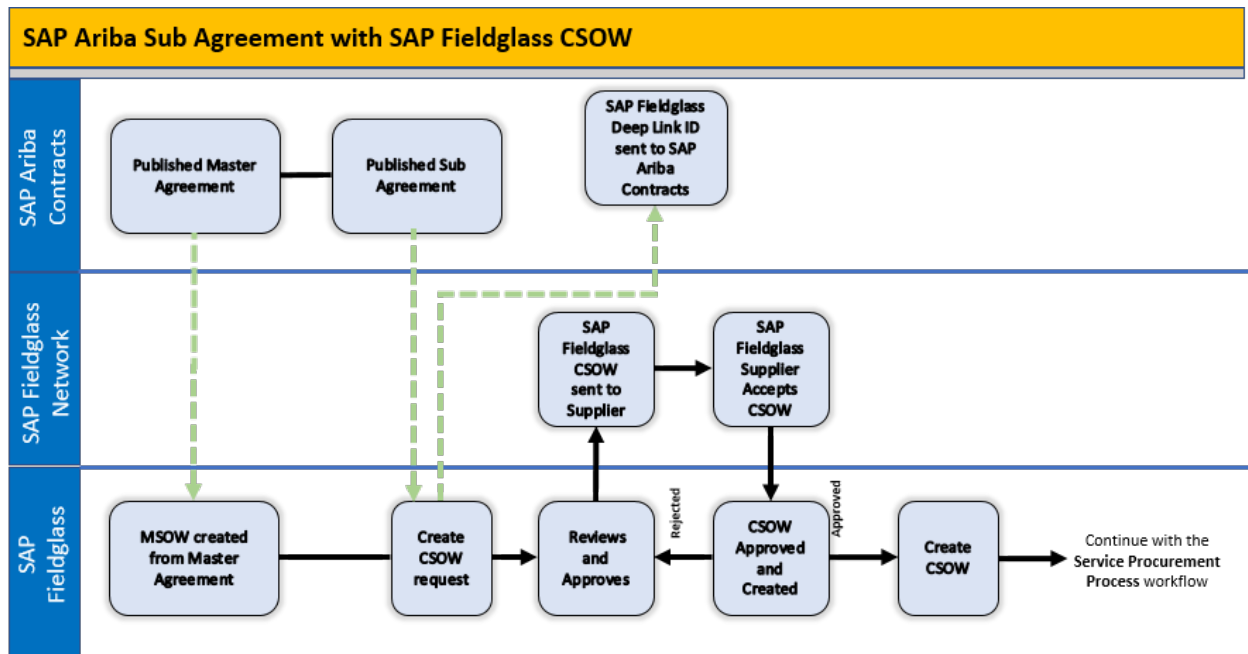 SAP Ariba Sub Agreement with SAP Fieldglass CSOW
SAP Ariba
Contracts
Published Master
Agreement
Published Sub
Agreement
SAP Fieldglass
Deep Link ID
sent to SAP
Ariba
Contracts
SAP Fieldglass
Network
SAP
Fieldglass
CSOW
sent to
Supplier
SAP
Fieldglass
Supplier
Accepts
CSOW
SAP
Fieldglass
MSOW created
from Master
Agreement
Create
CSOW
request
Reviews and
Approves
Rejected
CSOW
Approved
and
Created
Approved
Create
CSOW
Continue with the
Service Procurement
Process workflow